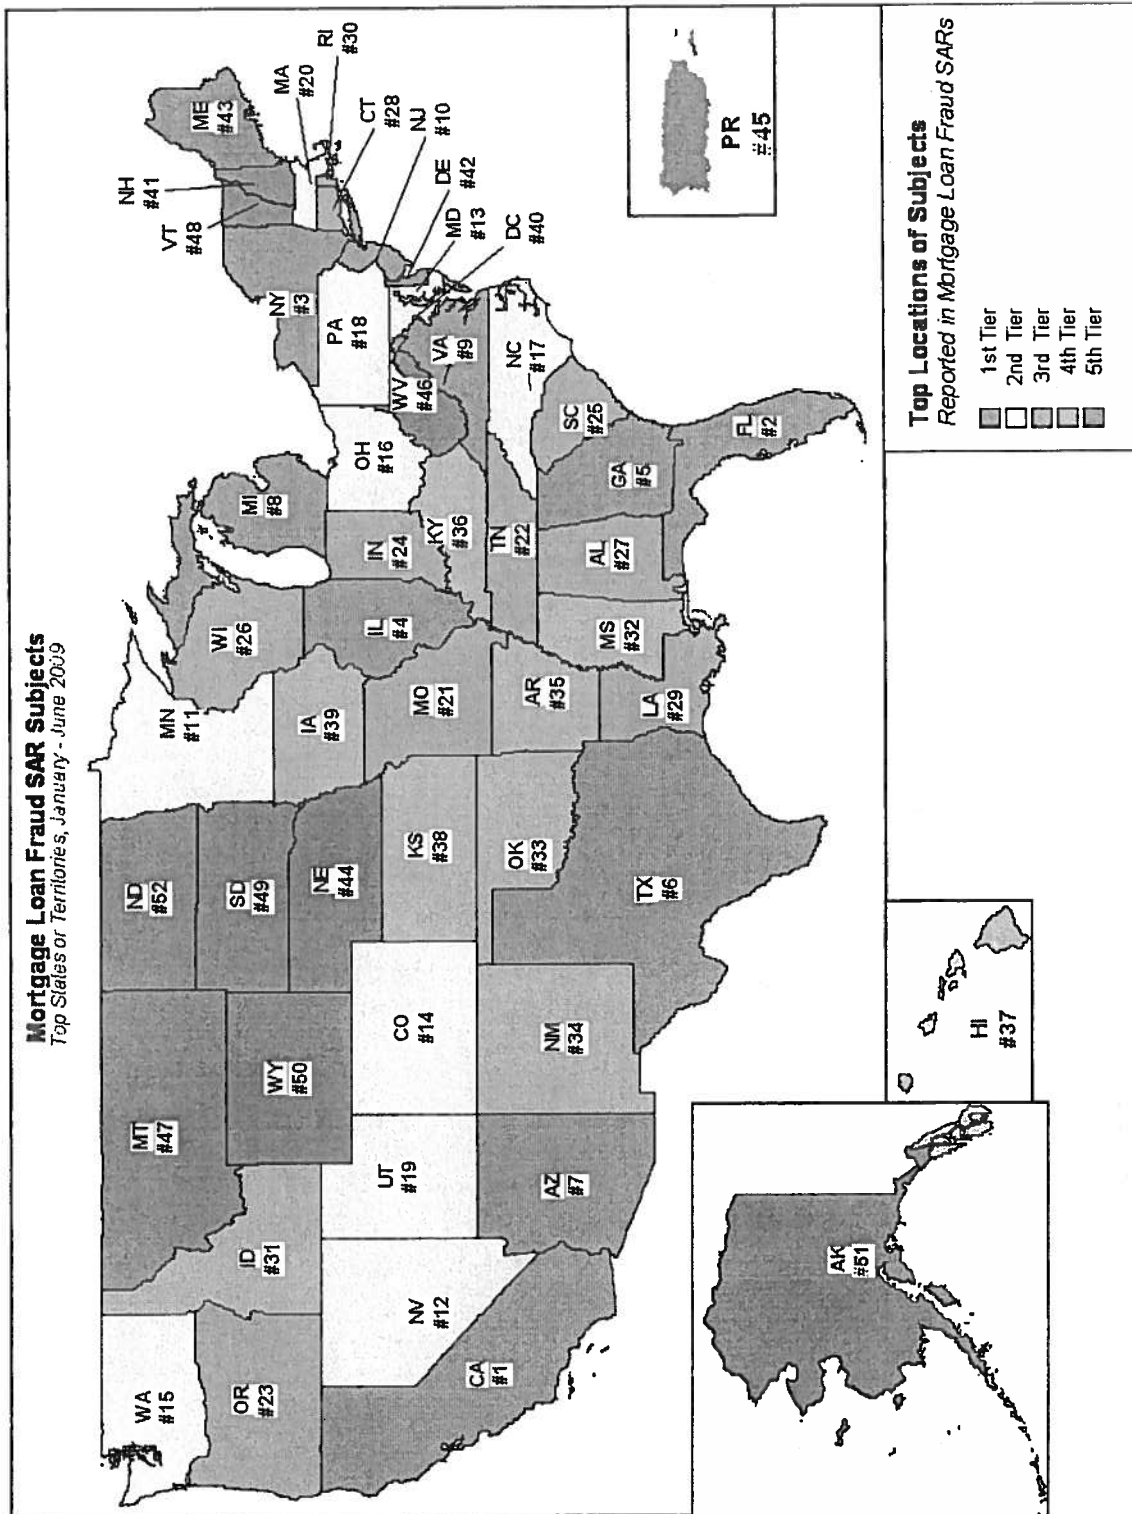 Mortgage Loan Fraud SAR Subjects
Top States or Territories, January - June 2009
WA
#15
OR
#23
CA
#1
NV
#12
ID
#31
MT
#47
WY
#50
UT
#19
AZ
#7
CO
#14
NM
#34
ND
#52
SD
#49
NE
#44
KS
#38
OK
#33
TX
#6
MN
#11
IA
#39
MO
#21
AR
#35
LA
#29
WI
#26
IL
#4
MS
#32
MI
#8
IN
#24
KY
#36
TN
#22
AL
#27
OH
#16
GA
#5
FL
#2
SC
#25
NC
#17
WV
#46
VA
#9
PA
#18
NY
#3
VT
#48
NH
#41
ME
#43
MA
#20
RI
#30
CT
#28
NJ
#10
DE
#42
MD
#13
DC
#40
AK
#51
HI
#37
PR
#45
Top Locations of Subjects
Reported in Mortgage Loan Fraud SARs
1st Tier
2nd Tier
3rd Tier
4th Tier
5th Tier